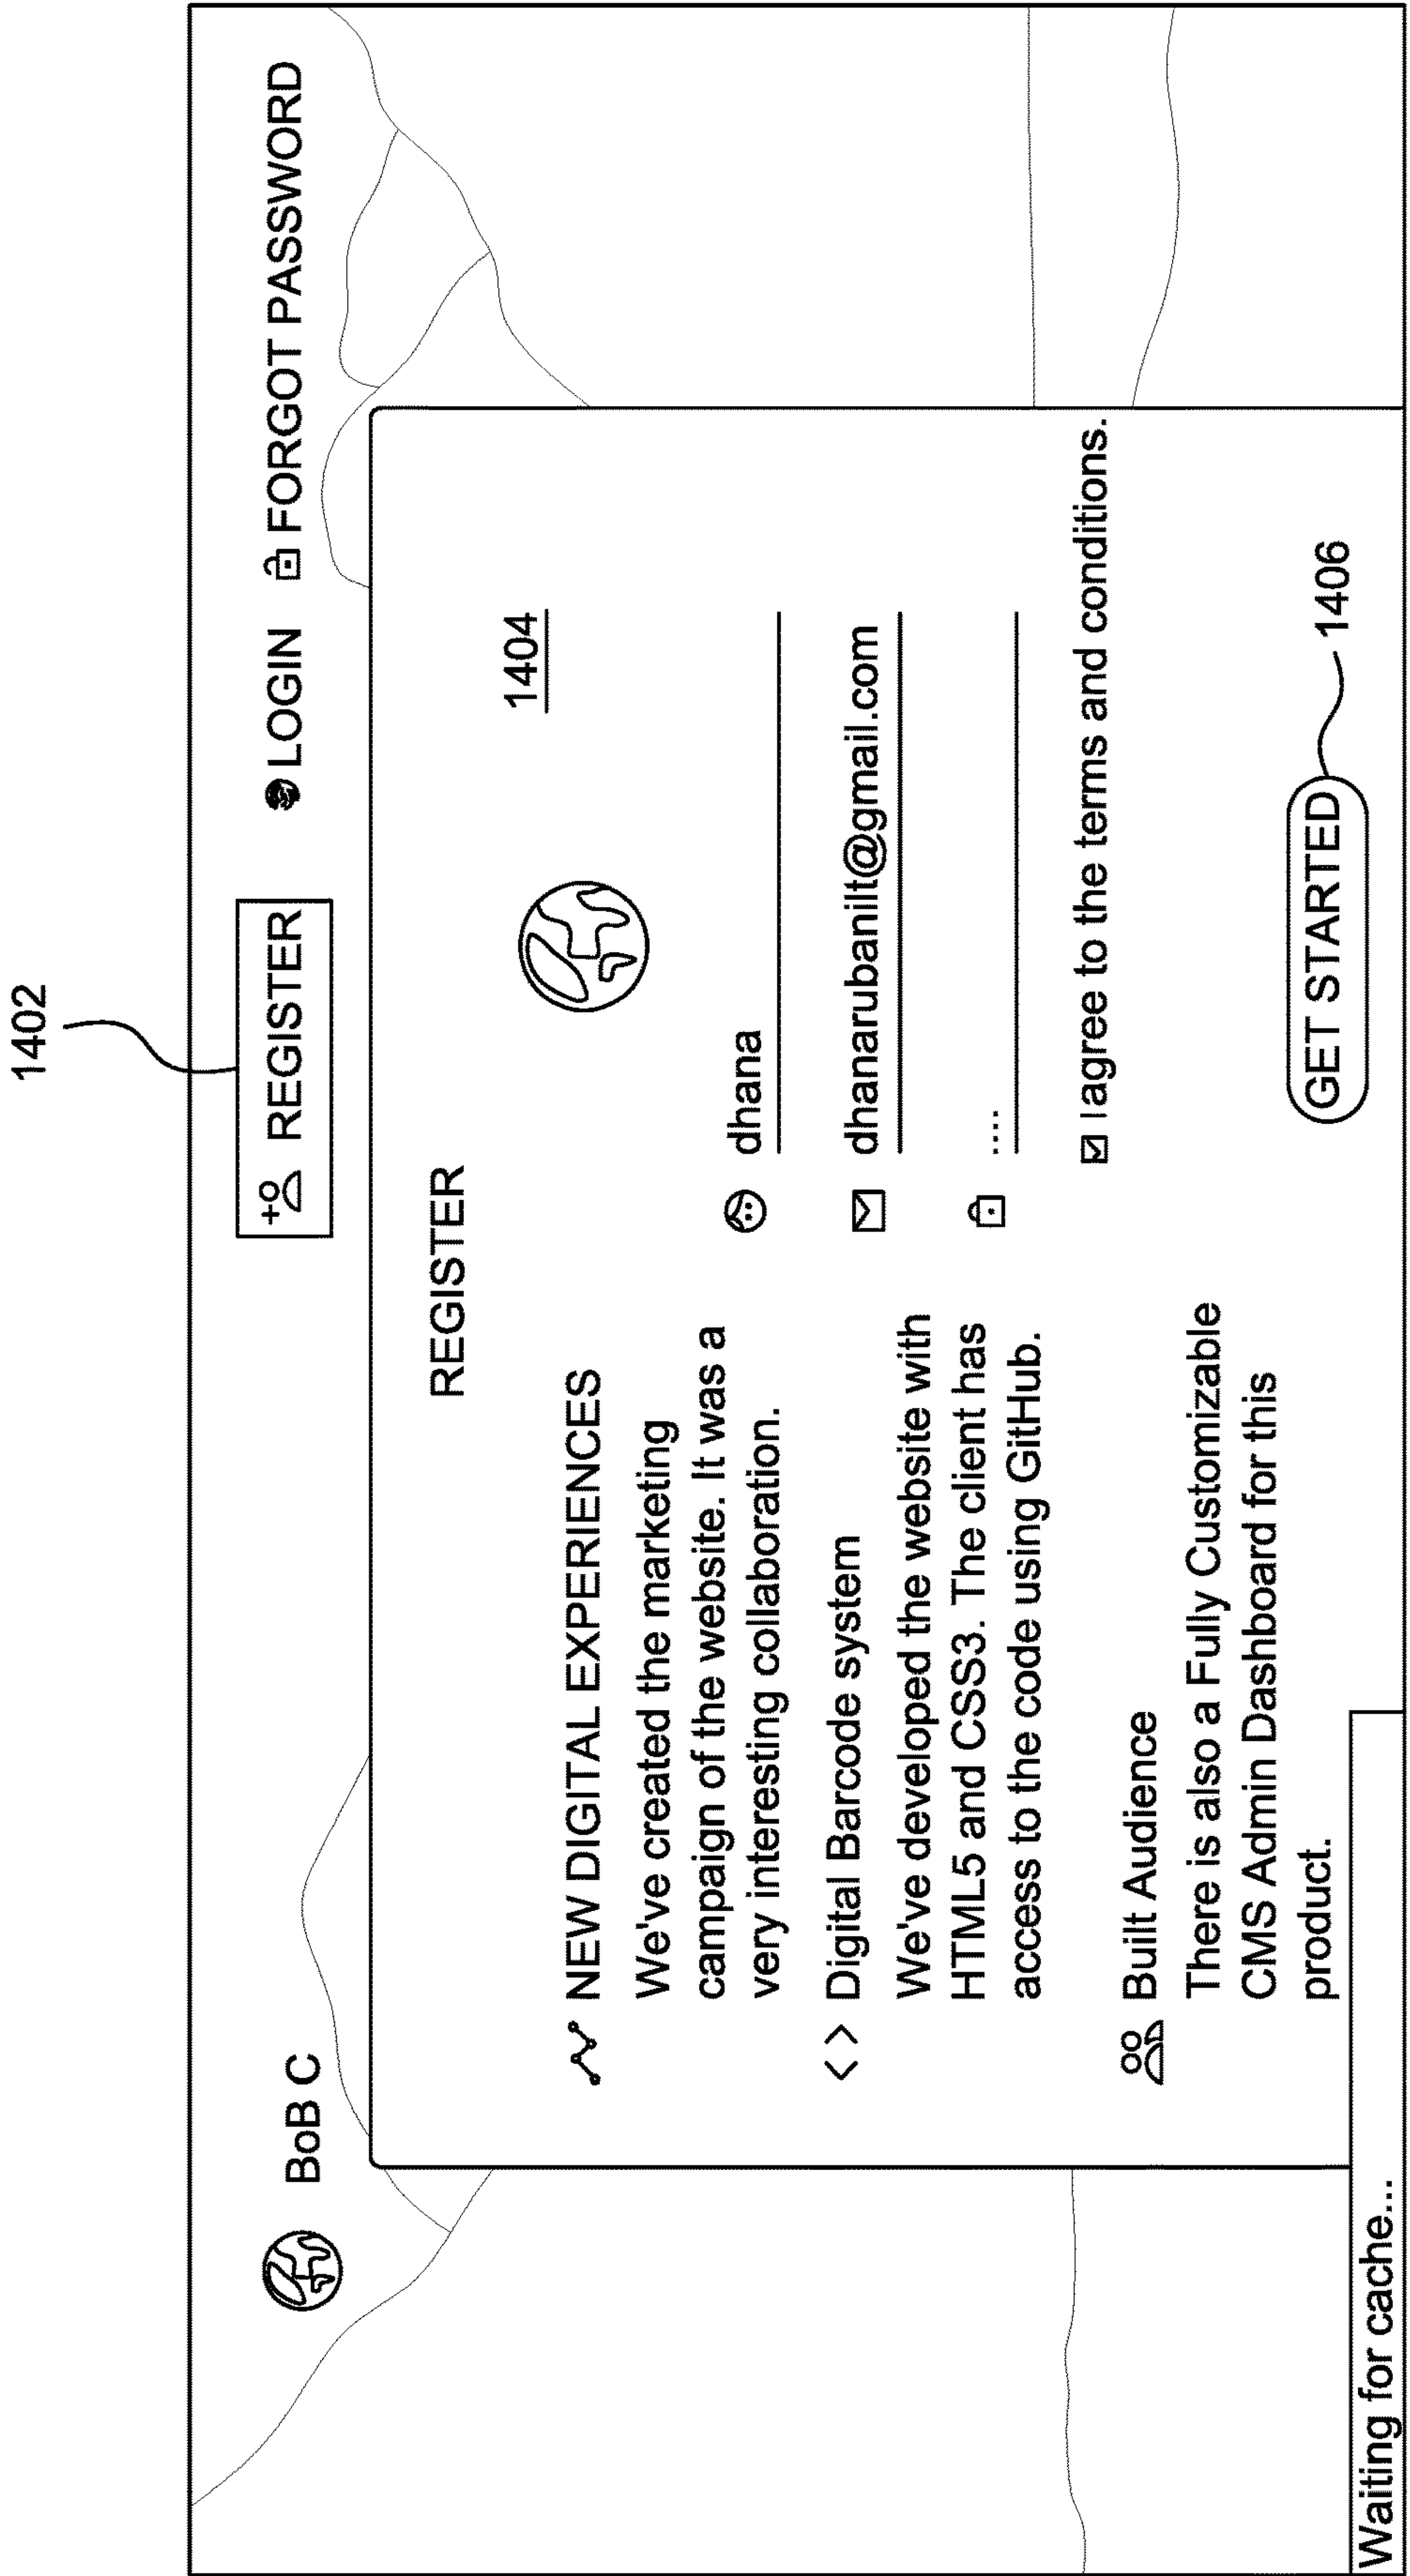 1402
BoB C
REGISTER
LOGIN
FORGOT PASSWORD
REGISTER
1404
NEW DIGITAL EXPERIENCES
We've created the marketing
campaign of the website. It was a
very interesting collaboration.
Digital Barcode system
We've developed the website with
HTML5 and CSS3. The client has
access to the code using GitHub.
Built Audience
There is also a Fully Customizable
CMS Admin Dashboard for this
product.
dhana
dhanarubanilt@gmail.com
....
I agree to the terms and conditions.
GET STARTED
1406
Waiting for cache...